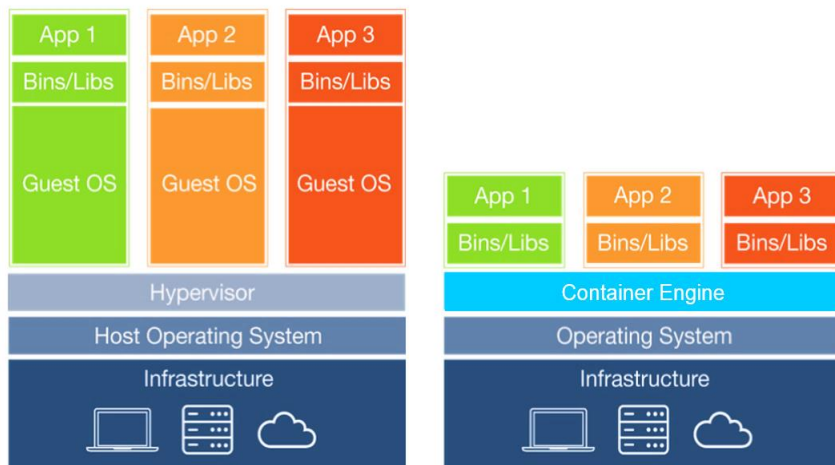 App 1
App 2
App 3
Bins/Libs
Bins/Libs
Bins/Libs
Guest OS
Guest OS
Guest OS
Hypervisor
Host Operating System
Infrastructure
App 1
App 2
App 3
Bins/Libs
Bins/Libs
Bins/Libs
Container Engine
Operating System
Infrastructure